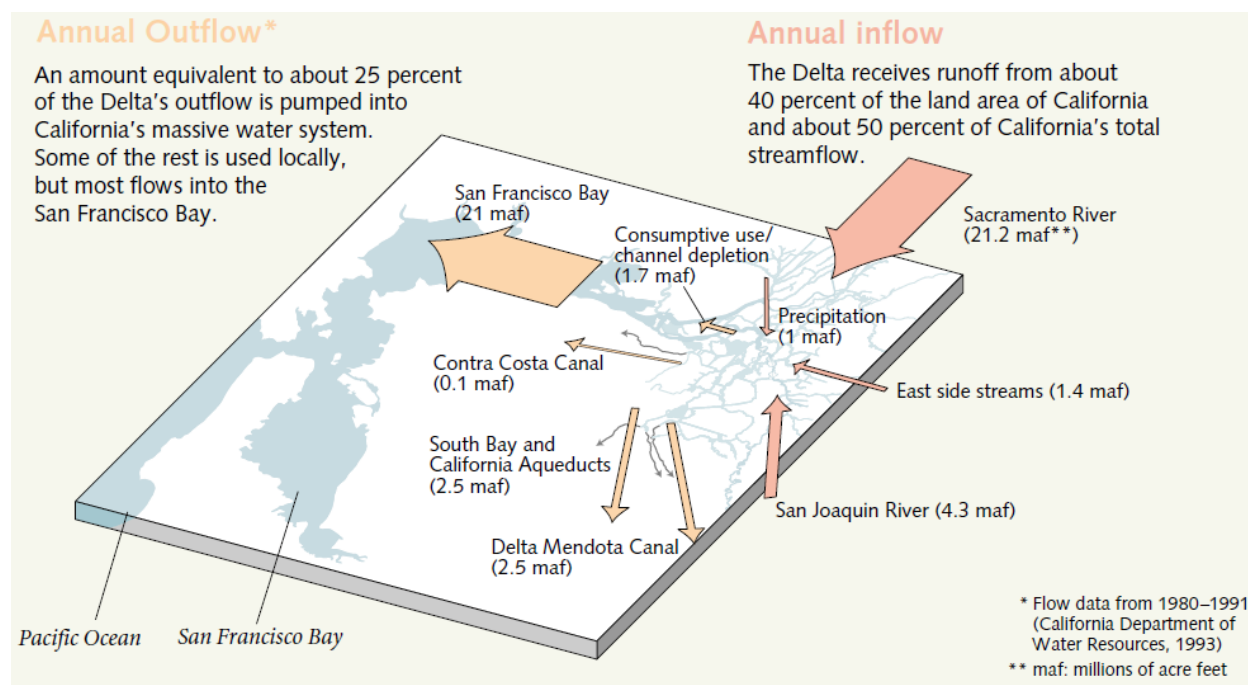 Annual Outflow*
An amount equivalent to about 25 percent
of the Delta's outflow is pumped into
California's massive water system.
Some of the rest is used locally,
but most flows into the
San Francisco Bay.
Annual inflow
The Delta receives runoff from about
40 percent of the land area of California
and about 50 percent of California's total
streamflow.
San Francisco Bay
(21 maf)
Consumptive use/
channel depletion
(1.7 maf)
Sacramento River
(21.2 maf**)
Precipitation
(1 maf)
Contra Costa Canal
(0.1 maf)
East side streams (1.4 maf)
South Bay and
California Aqueducts
(2.5 maf)
San Joaquin River (4.3 maf)
Delta Mendota Canal
(2.5 maf)
Pacific Ocean
San Francisco Bay
* Flow data from 1980–1991
(California Department of
Water Resources, 1993)
** maf: millions of acre feet